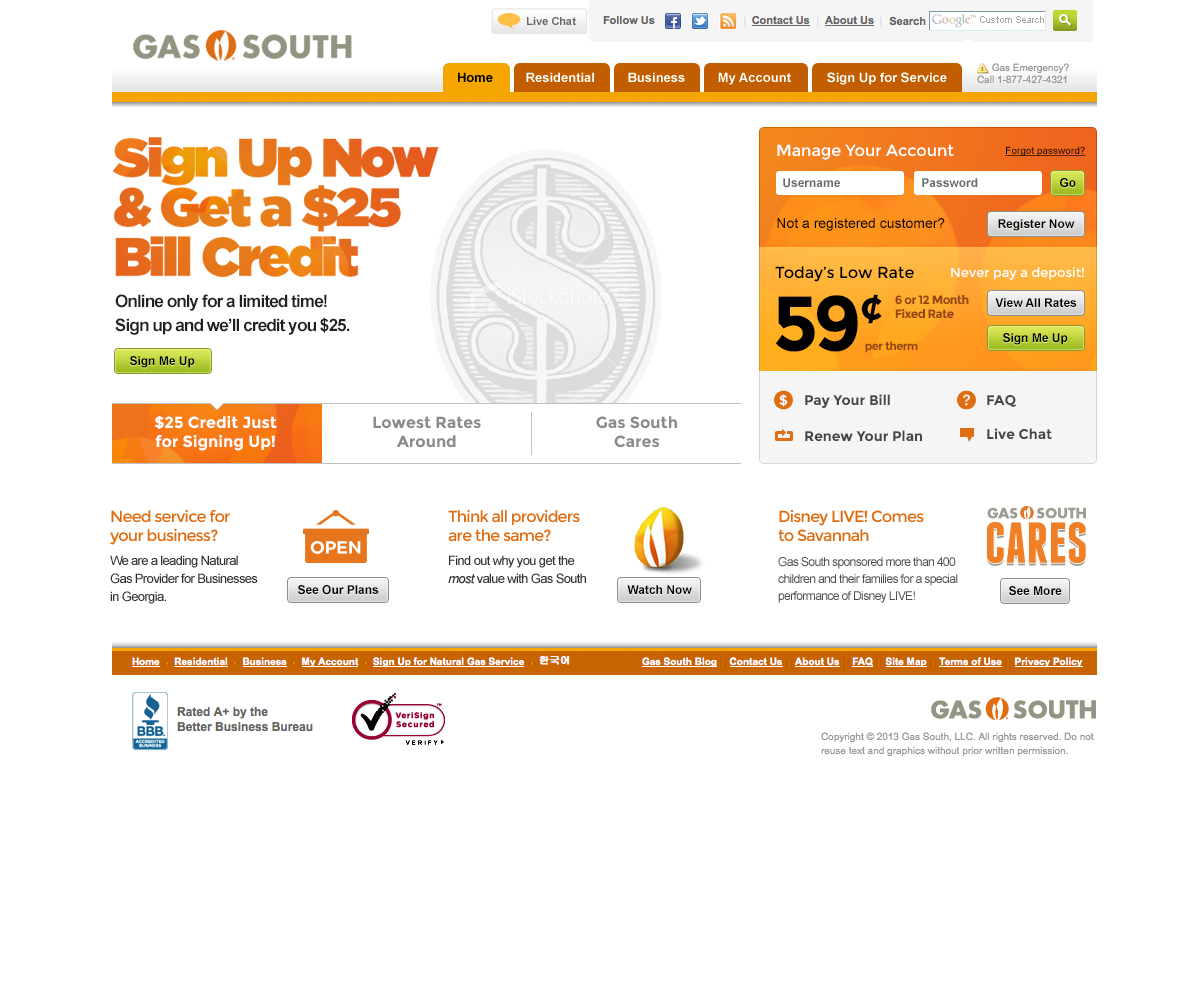 Live Chat
Follow Us
Contact Us
About Us
Search
Google™ Custom Search
GAS SOUTH
Home
Residential
Business
My Account
Sign Up for Service
Gas Emergency?
Call 1-877-427-4321
Sign Up Now
& Get a $25
Bill Credit
Online only for a limited time!
Sign up and we'll credit you $25.
Sign Me Up
iStockphoto
$25 Credit Just
for Signing Up!
Lowest Rates
Around
Gas South
Cares
Manage Your Account
Forgot password?
Username
Password
Go
Not a registered customer?
Register Now
Today's Low Rate
Never pay a deposit!
59¢
6 or 12 Month
Fixed Rate
per therm
View All Rates
Sign Me Up
Pay Your Bill
FAQ
Renew Your Plan
Live Chat
Need service for
your business?
We are a leading Natural
Gas Provider for Businesses
in Georgia.
OPEN
See Our Plans
Think all providers
are the same?
Find out why you get the
most value with Gas South
Watch Now
Disney LIVE! Comes
to Savannah
Gas South sponsored more than 400
children and their families for a special
performance of Disney LIVE!
GAS SOUTH
CARES
See More
Home
Residential
Business
My Account
Sign Up for Natural Gas Service
한국어
Gas South Blog
Contact Us
About Us
FAQ
Site Map
Terms of Use
Privacy Policy
BBB.
ACCREDITED
BUSINESS
Rated A+ by the
Better Business Bureau
VeriSign
Secured
™
VERIFY
GAS SOUTH
Copyright © 2013 Gas South, LLC. All rights reserved. Do not
reuse text and graphics without prior written permission.